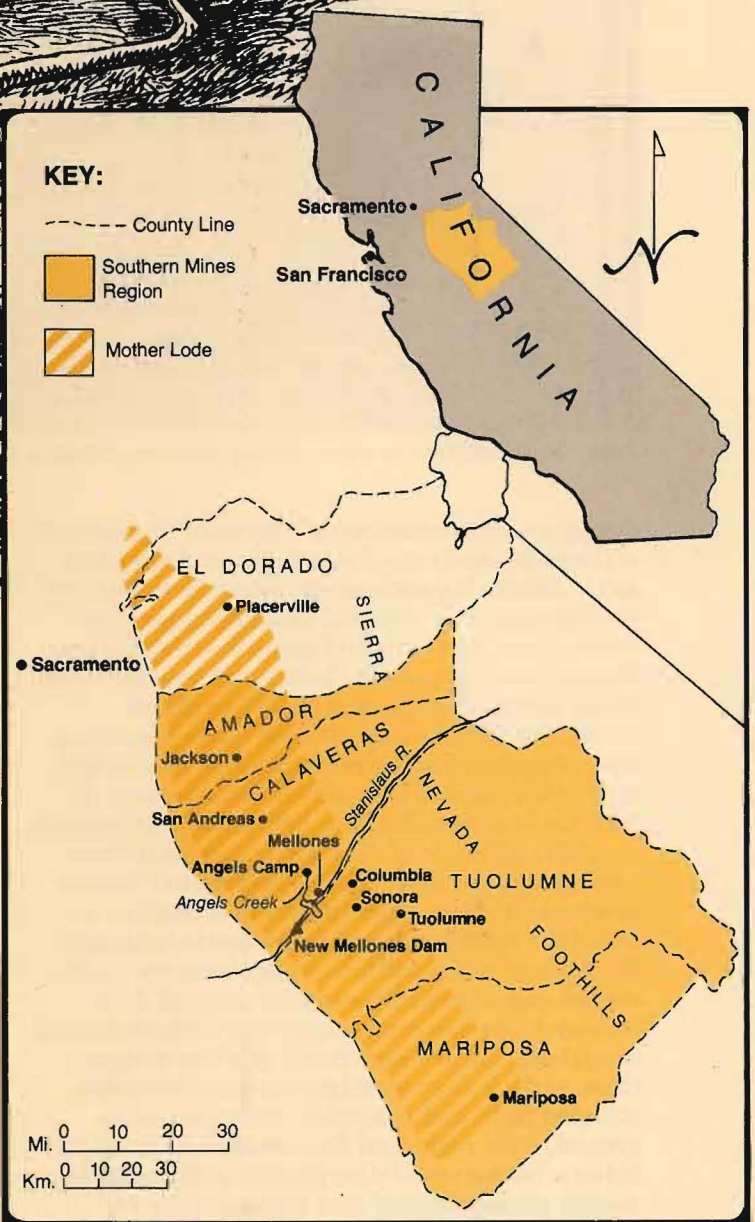 CALIFORNIA
KEY:
County Line
Southern Mines
Region
Mother Lode
Sacramento
San Francisco
N
EL DORADO
Placerville
SIERRA
Sacramento
AMADOR
Jackson
CALAVERAS
Stanislaus R.
NEVADA
San Andreas
Mellones
Angels Camp
Columbia
TUOLUMNE
Angels Creek
Sonora
Tuolumne
New Mellones Dam
FOOTHILLS
MARIPOSA
Mariposa
Mi. 0 10 20 30
Km. 0 10 20 30